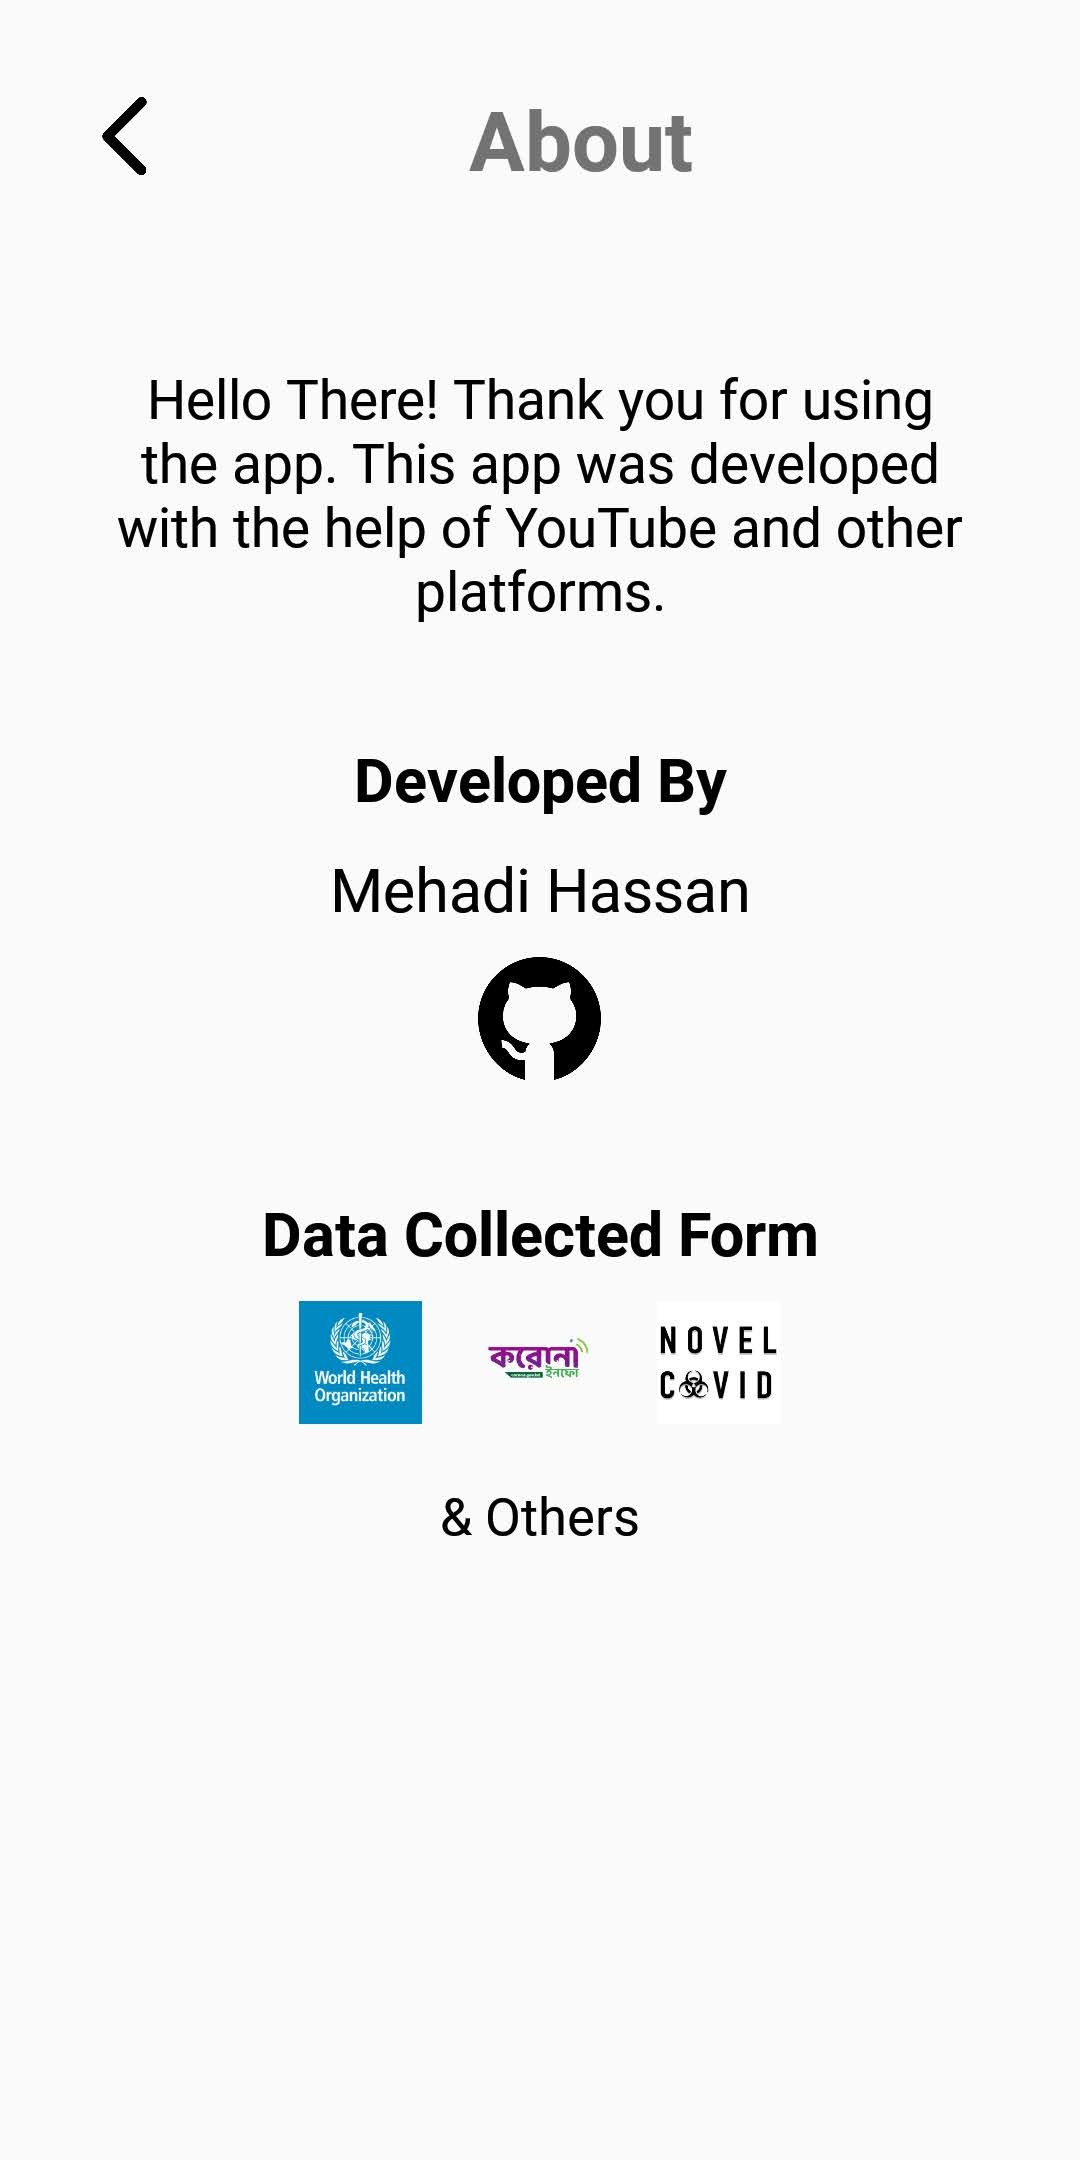 About
Hello There! Thank you for using
the app. This app was developed
with the help of YouTube and other
platforms.
Developed By
Mehadi Hassan
Data Collected Form
World Health
Organization
করোনা
ইনফো
NOVEL
COVID
& Others